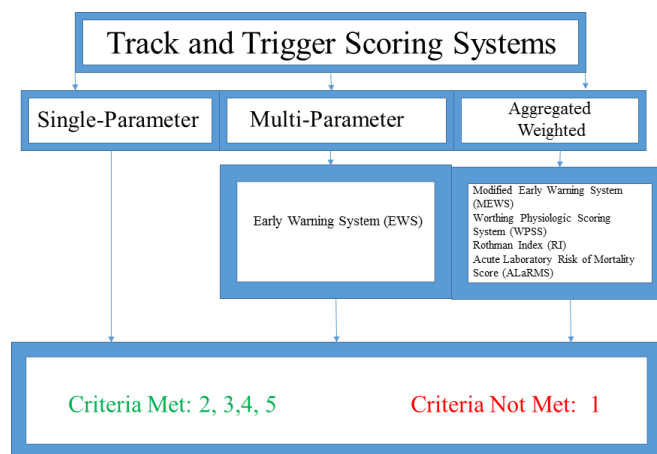 Track and Trigger Scoring Systems
Single-Parameter
Multi-Parameter
Aggregated
Weighted
Early Warning System (EWS)
Modified Early Warning System
(MEWS)
Worthing Physiologic Scoring
System (WPSS)
Rothman Index (RI)
Acute Laboratory Risk of Mortality
Score (ALaRMS)
Criteria Met: 2, 3,4, 5
Criteria Not Met: 1